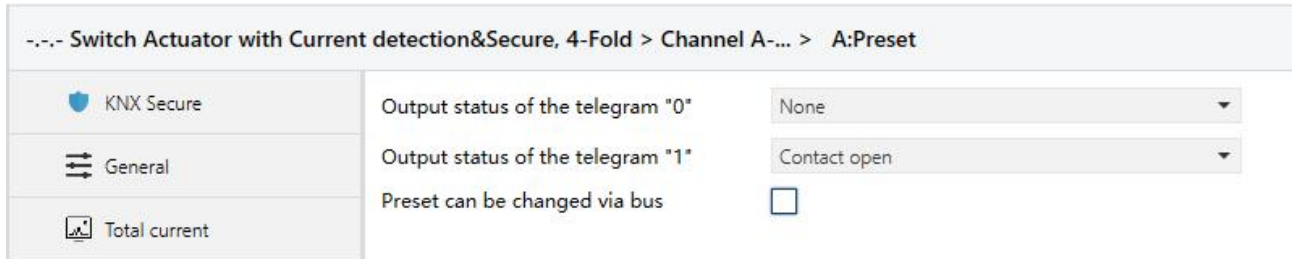 -.-.- Switch Actuator with Current detection&Secure, 4-Fold > Channel A-... > A:Preset
KNX Secure
General
Total current
Output status of the telegram "0" None
Output status of the telegram "1" Contact open
Preset can be changed via bus